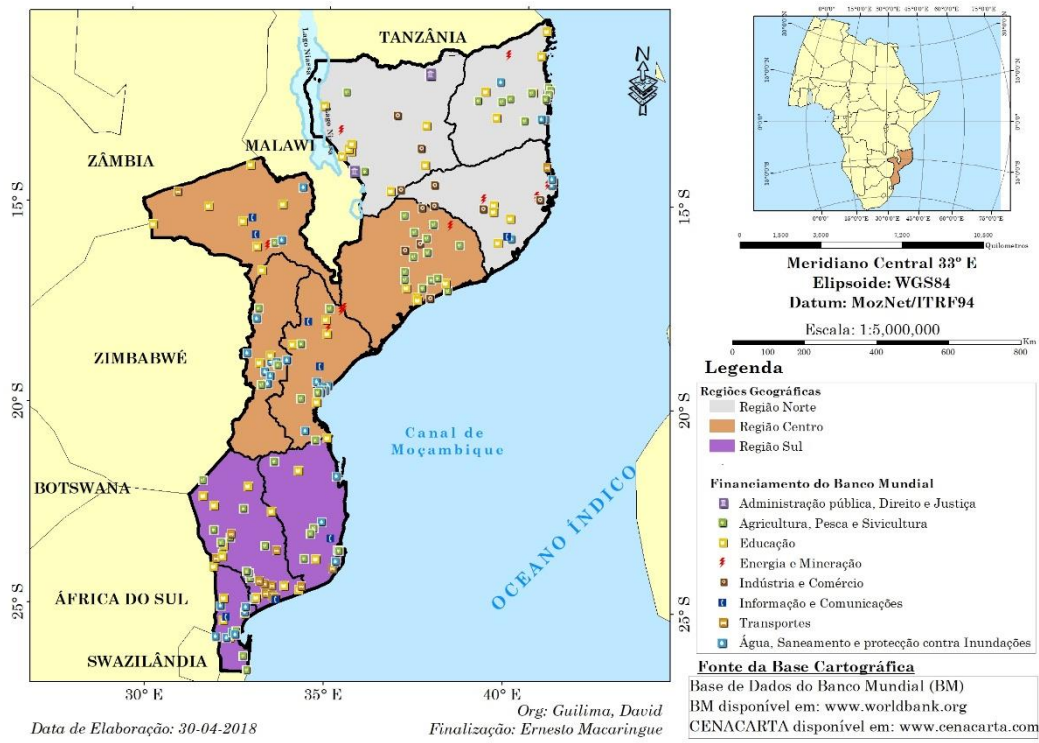 TANZÂNIA
Lago Niassa
Lago Niassa
N
MALAWI
ZÂMBIA
15° S
15° S
ZIMBABWÉ
20° S
20° S
Canal de
Moçambique
BOTSWANA
OCEANO ÍNDICO
ÁFRICA DO SUL
25° S
25° S
SWAZILÂNDIA
30° E
35° E
40° E
Data de Elaboração: 30-04-2018
Org: Guilima, David
Finalização: Ernesto Macaringue
Quilometros
Meridiano Central 33º E
Elipsoide: WGS84
Datum: MozNet/ITRF94
Escala: 1:5,000,000
Km
0 100 200 400 600 800
Legenda
Regiões Geográficas
Região Norte
Região Centro
Região Sul
Financiamento do Banco Mundial
Administração pública, Direito e Justiça
Agricultura, Pesca e Sivicultura
Educação
Energia e Mineração
Indústria e Comércio
Informação e Comunicações
Transportes
Água, Saneamento e protecção contra Inundações
Fonte da Base Cartográfica
Base de Dados do Banco Mundial (BM)
BM disponível em: www.worldbank.org
CENACARTA disponível em: www.cenacarta.com